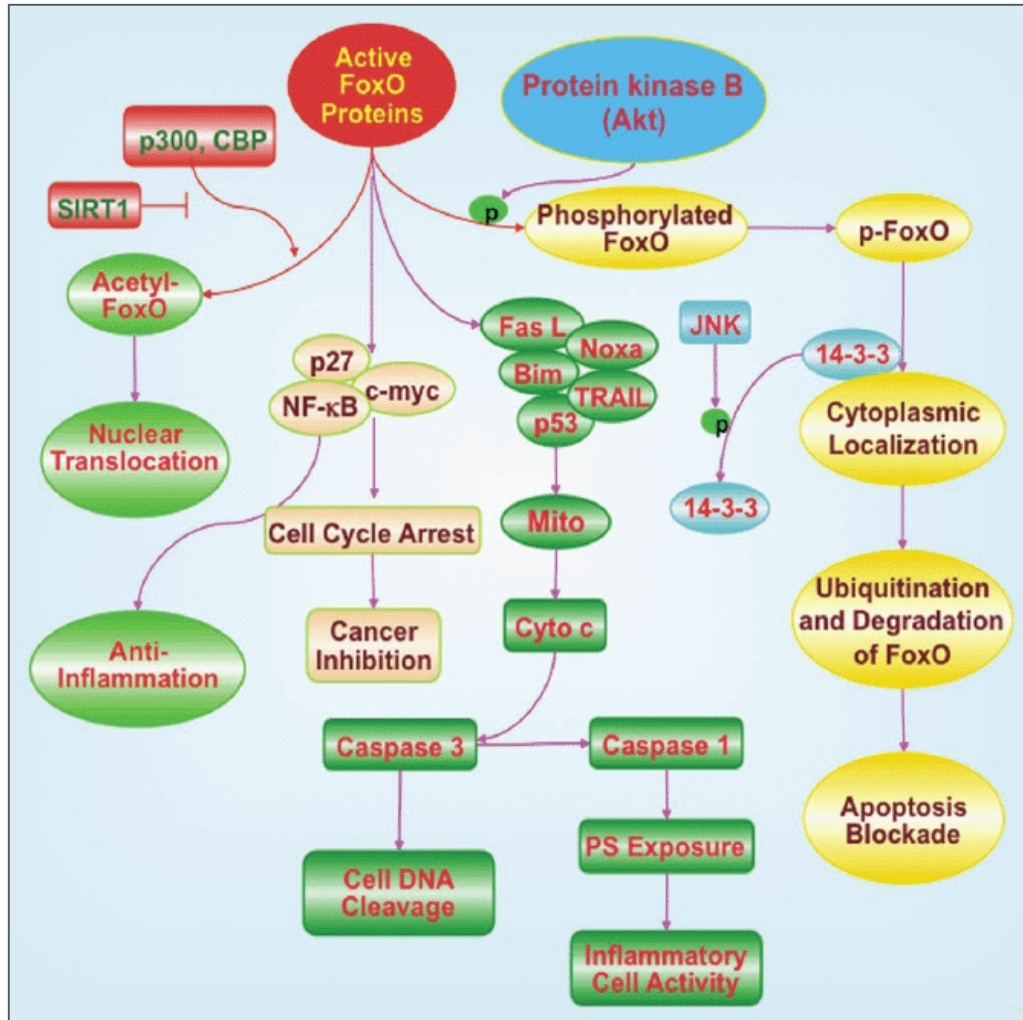 Active
FoxO
Proteins
Protein kinase B
(Akt)
p300, CBP
SIRT1
p
Phosphorylated
FoxO
p-FoxO
Acetyl-
FoxO
Fas L
Noxa
Bim
TRAIL
p53
JNK
14-3-3
p27
c-myc
NF-κB
p
Cytoplasmic
Localization
Nuclear
Translocation
14-3-3
Mito
Cell Cycle Arrest
Ubiquitination
and Degradation
of FoxO
Cyto c
Cancer
Inhibition
Anti-
Inflammation
Caspase 3
Caspase 1
Apoptosis
Blockade
PS Exposure
Cell DNA
Cleavage
Inflammatory
Cell Activity